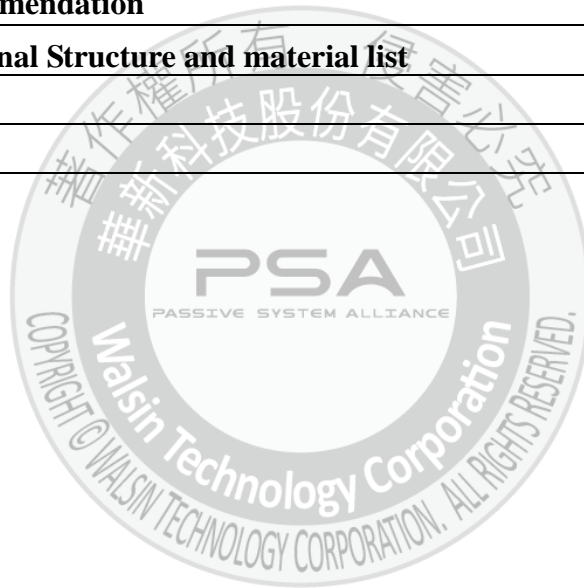 mendation
nal Structure and material list
著作權所有 侵害必究
華新科技股份有限公司
PSA
PASSIVE SYSTEM ALLIANCE
Walsin Technology Corporation
COPYRIGHT © WALSIN TECHNOLOGY CORPORATION. ALL RIGHTS RESERVED.